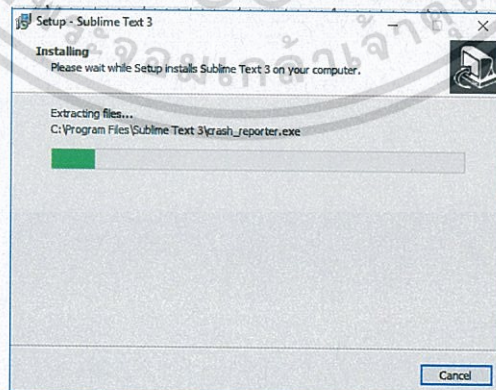 Setup - Sublime Text 3
Installing
Please wait while Setup installs Sublime Text 3 on your computer.
Extracting files...
C:\Program Files\Sublime Text 3\crash_reporter.exe
Cancel